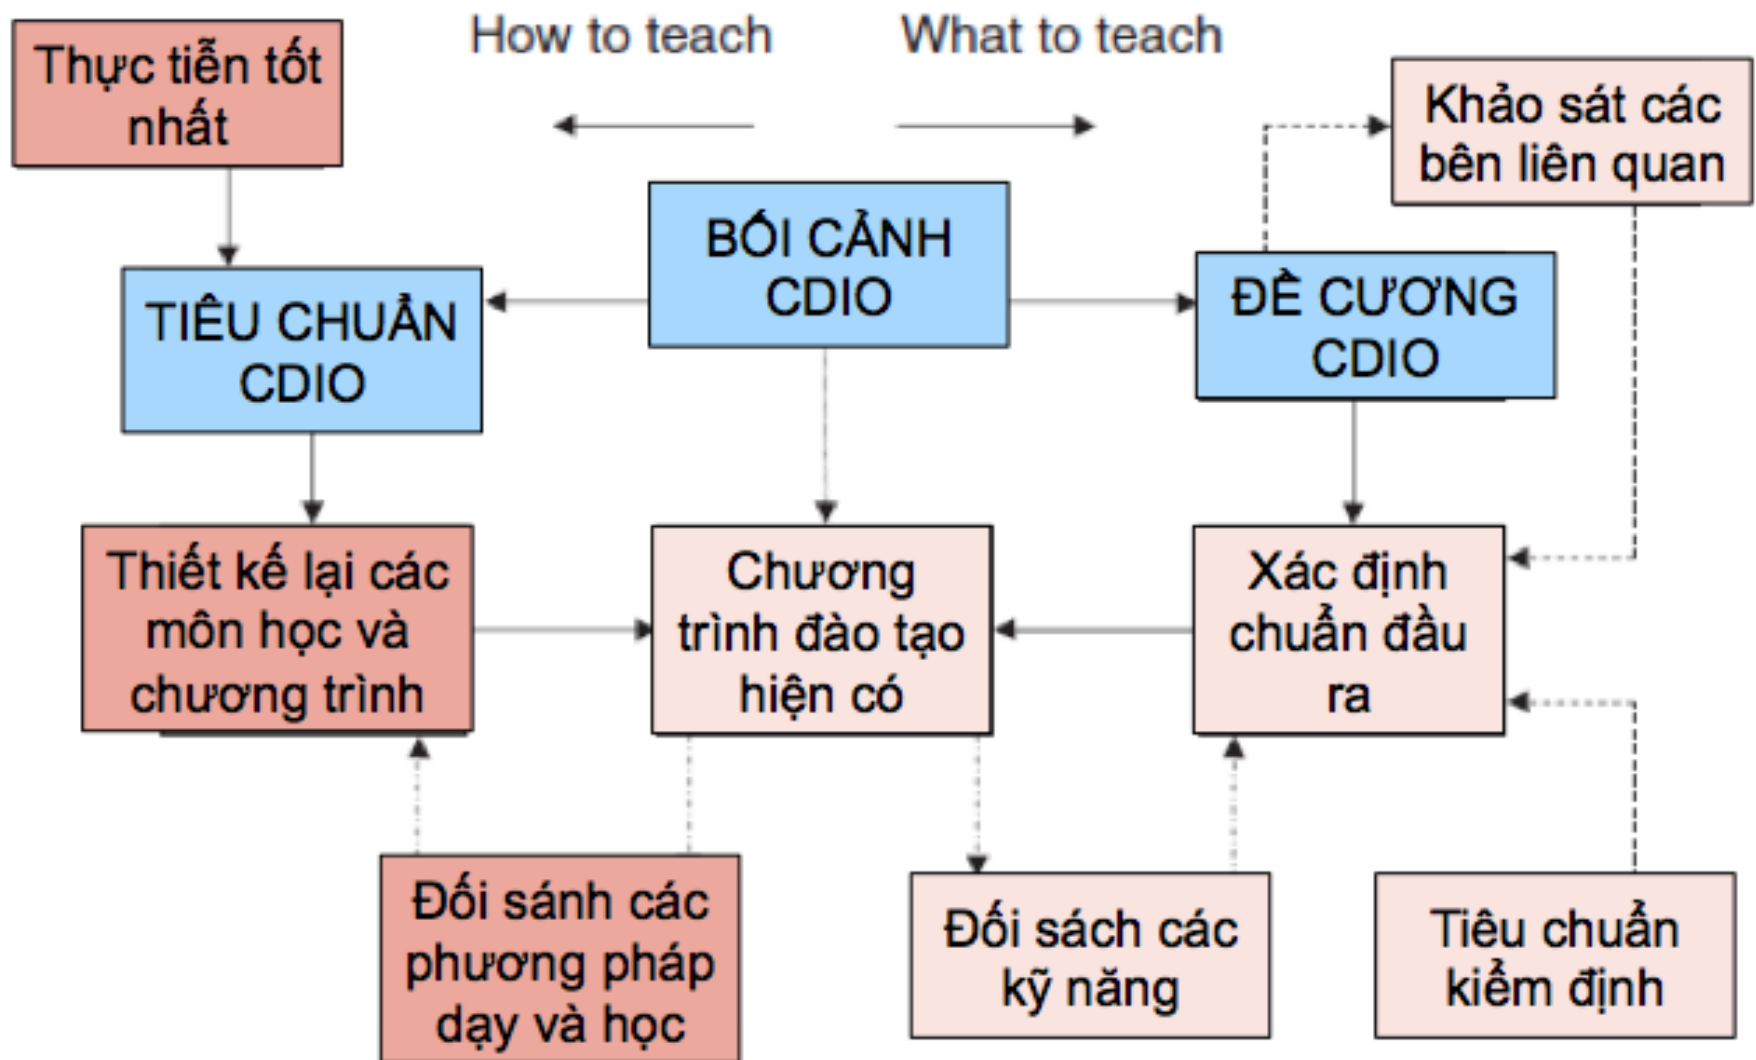 How to teach
What to teach
Thực tiễn tốt
nhất
Khảo sát các
bên liên quan
BỐI CẢNH
CDIO
TIÊU CHUẨN
CDIO
ĐỀ CƯƠNG
CDIO
Thiết kế lại các
môn học và
chương trình
Chương
trình đào tạo
hiện có
Xác định
chuẩn đầu
ra
Đối sánh các
phương pháp
dạy và học
Đối sách các
kỹ năng
Tiêu chuẩn
kiểm định